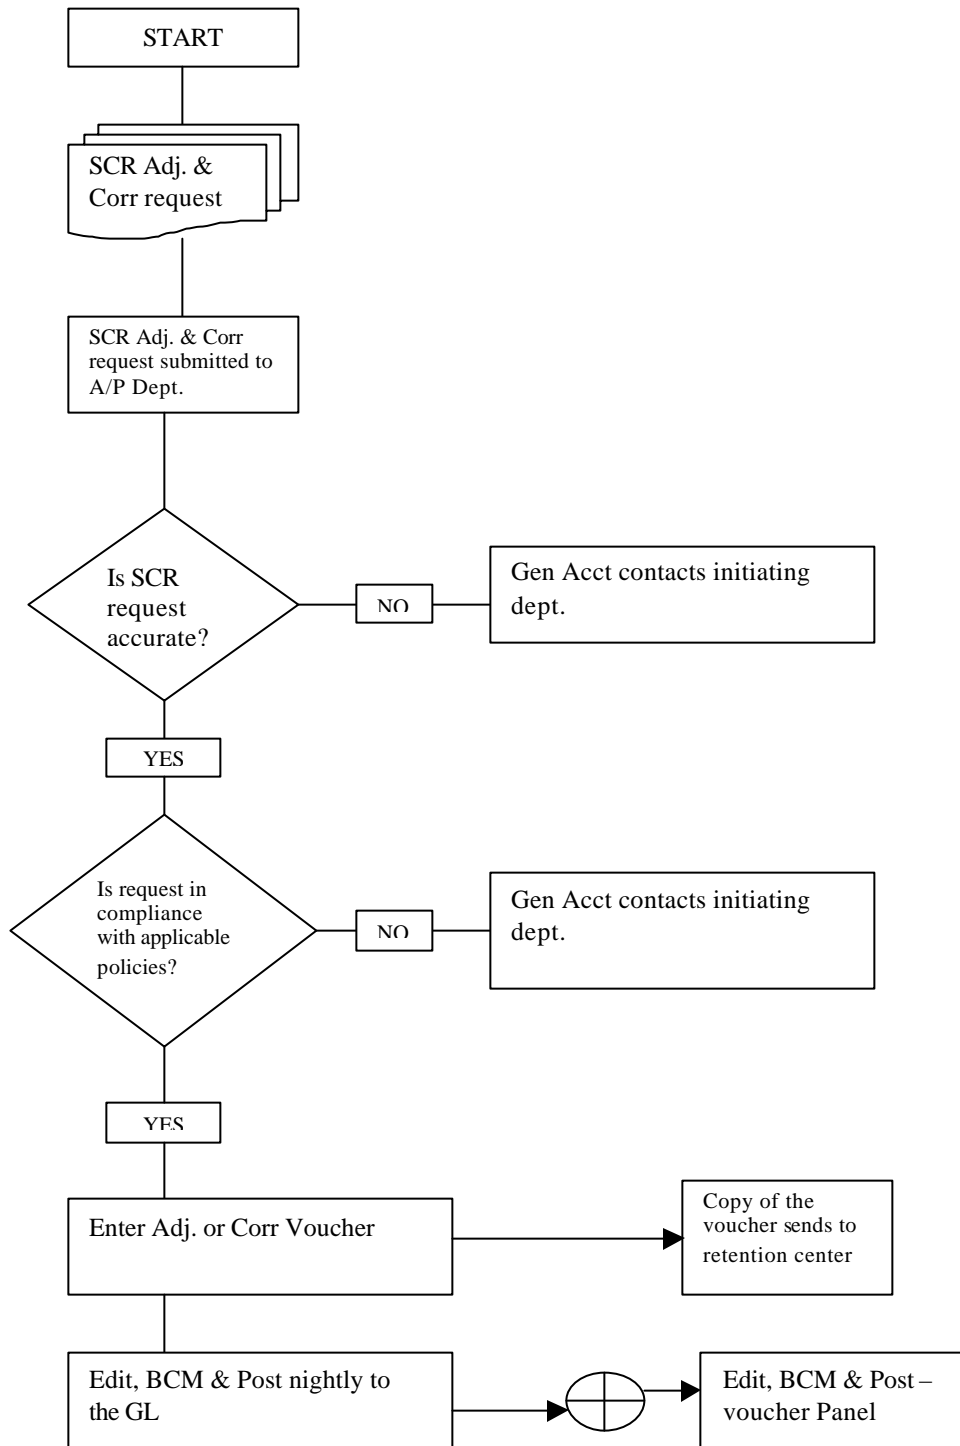 START
SCR Adj. &
Corr request
SCR Adj. & Corr
request submitted to
A/P Dept.
Is SCR
request
accurate?
NO
Gen Acct contacts initiating
dept.
YES
Is request in
compliance
with applicable
policies?
NO
Gen Acct contacts initiating
dept.
YES
Enter Adj. or Corr Voucher
Copy of the
voucher sends to
retention center
Edit, BCM & Post nightly to
the GL
Edit, BCM & Post –
voucher Panel